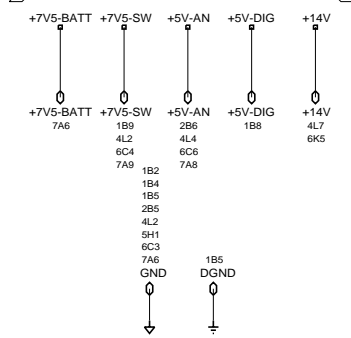 +7V5-BATT +7V5-SW +5V-AN +5V-DIG +14V
+7V5-BATT +7V5-SW +5V-AN +5V-DIG +14V
7A6 1B9 2B6 1B8 4L7
4L2 4L4 6K5
6C4 6C6
7A9 7A8
1B2
1B4
1B5
2B5
4L2
5H1
6C3
7A6 1B5
GND DGND